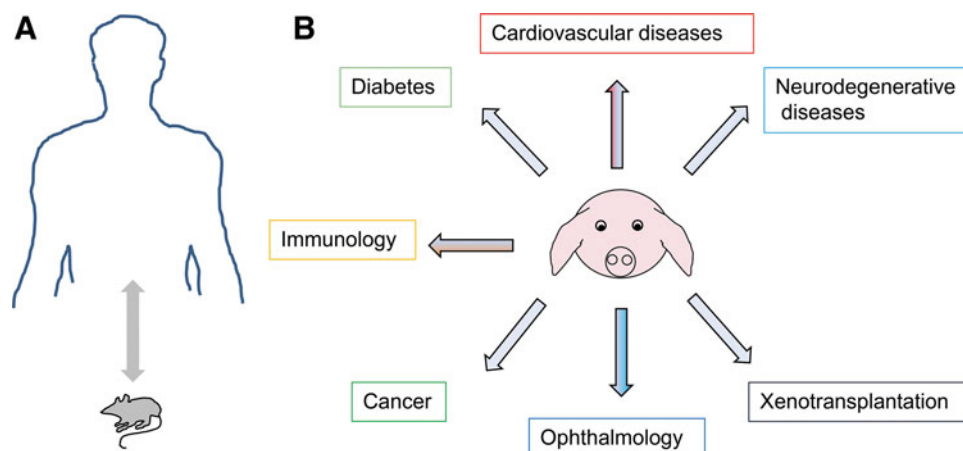 A
B
Cardiovascular diseases
Diabetes
Neurodegenerative
diseases
Immunology
Cancer
Xenotransplantation
Ophthalmology